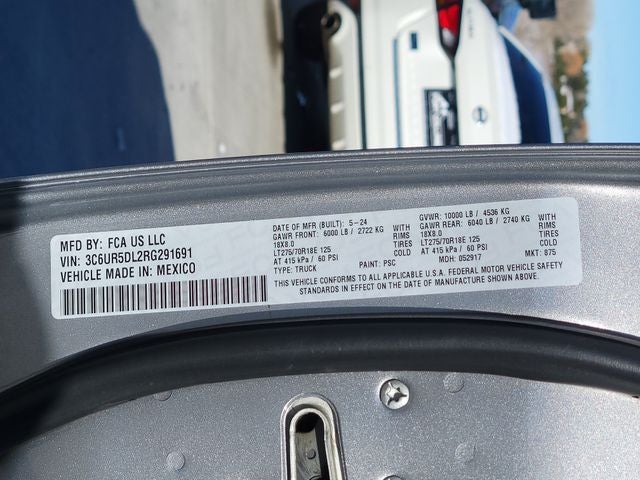 MFD BY: FCA US LLC
VIN: 3C6UR5DL2RG291691
VEHICLE MADE IN: MEXICO
DATE OF MFR (BUILT): 5-24 GVWR: 10000 LB / 4536 KG
GAWR FRONT: 6000 LB / 2722 KG WITH GAWR REAR: 6040 LB / 2740 KG WITH
18X8.0 RIMS 18X8.0 RIMS
LT275/70R18E 125 TIRES LT275/70R18E 125 TIRES
AT 415 kPa / 60 PSI COLD AT 415 kPa / 60 PSI COLD
TYPE: TRUCK PAINT: PSC MDH: 052917 MKT: 875
THIS VEHICLE CONFORMS TO ALL APPLICABLE U.S.A. FEDERAL MOTOR VEHICLE SAFETY
STANDARDS IN EFFECT ON THE DATE OF MANUFACTURE SHOWN ABOVE.